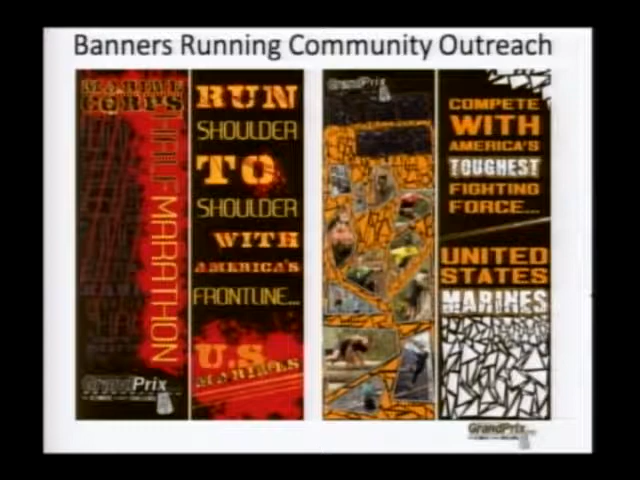 Banners Running Community Outreach
MARINE
CORPS
HALF MARATHON
GrandPrix
RUN
SHOULDER
TO
SHOULDER
WITH
AMERICA'S
FRONTLINE...
U.S.
MARINES
GrandPrix
COMPETE
WITH
AMERICA'S
TOUGHEST
FIGHTING
FORCE...
UNITED
STATES
MARINES
GrandPrix